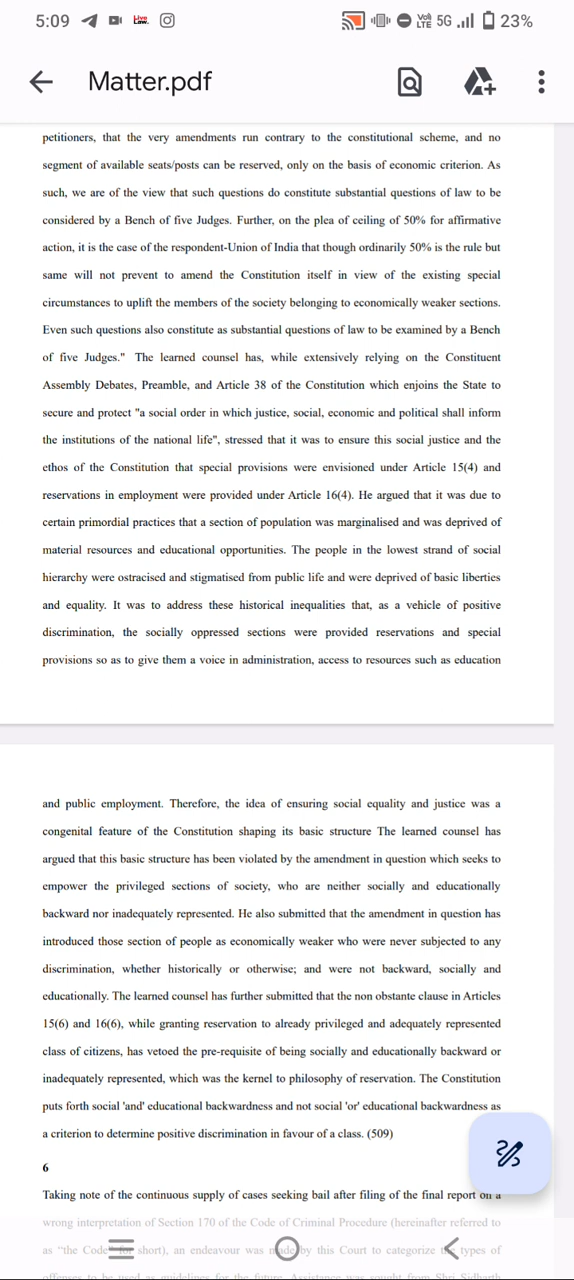 5:09
Live Law.
Vo) LTE 5G 23%
Matter.pdf
petitioners, that the very amendments run contrary to the constitutional scheme, and no
segment of available seats/posts can be reserved, only on the basis of economic criterion. As
such, we are of the view that such questions do constitute substantial questions of law to be
considered by a Bench of five Judges. Further, on the plea of ceiling of 50% for affirmative
action, it is the case of the respondent-Union of India that though ordinarily 50% is the rule but
same will not prevent to amend the Constitution itself in view of the existing special
circumstances to uplift the members of the society belonging to economically weaker sections.
Even such questions also constitute as substantial questions of law to be examined by a Bench
of five Judges." The learned counsel has, while extensively relying on the Constituent
Assembly Debates, Preamble, and Article 38 of the Constitution which enjoins the State to
secure and protect "a social order in which justice, social, economic and political shall inform
the institutions of the national life", stressed that it was to ensure this social justice and the
ethos of the Constitution that special provisions were envisioned under Article 15(4) and
reservations in employment were provided under Article 16(4). He argued that it was due to
certain primordial practices that a section of population was marginalised and was deprived of
material resources and educational opportunities. The people in the lowest strand of social
hierarchy were ostracised and stigmatised from public life and were deprived of basic liberties
and equality. It was to address these historical inequalities that, as a vehicle of positive
discrimination, the socially oppressed sections were provided reservations and special
provisions so as to give them a voice in administration, access to resources such as education
and public employment. Therefore, the idea of ensuring social equality and justice was a
congenital feature of the Constitution shaping its basic structure The learned counsel has
argued that this basic structure has been violated by the amendment in question which seeks to
empower the privileged sections of society, who are neither socially and educationally
backward nor inadequately represented. He also submitted that the amendment in question has
introduced those section of people as economically weaker who were never subjected to any
discrimination, whether historically or otherwise; and were not backward, socially and
educationally. The learned counsel has further submitted that the non obstante clause in Articles
15(6) and 16(6), while granting reservation to already privileged and adequately represented
class of citizens, has vetoed the pre-requisite of being socially and educationally backward or
inadequately represented, which was the kernel to philosophy of reservation. The Constitution
puts forth social 'and' educational backwardness and not social 'or' educational backwardness as
a criterion to determine positive discrimination in favour of a class. (509)
6
Taking note of the continuous supply of cases seeking bail after filing of the final report on a
wrong interpretation of Section 170 of the Code of Criminal Procedure (hereinafter referred to
as "the Code" for short), an endeavour was made by this Court to categorize the types of
offenses to be used as guidelines for the future. Assistance was sought from Shri Sidharth